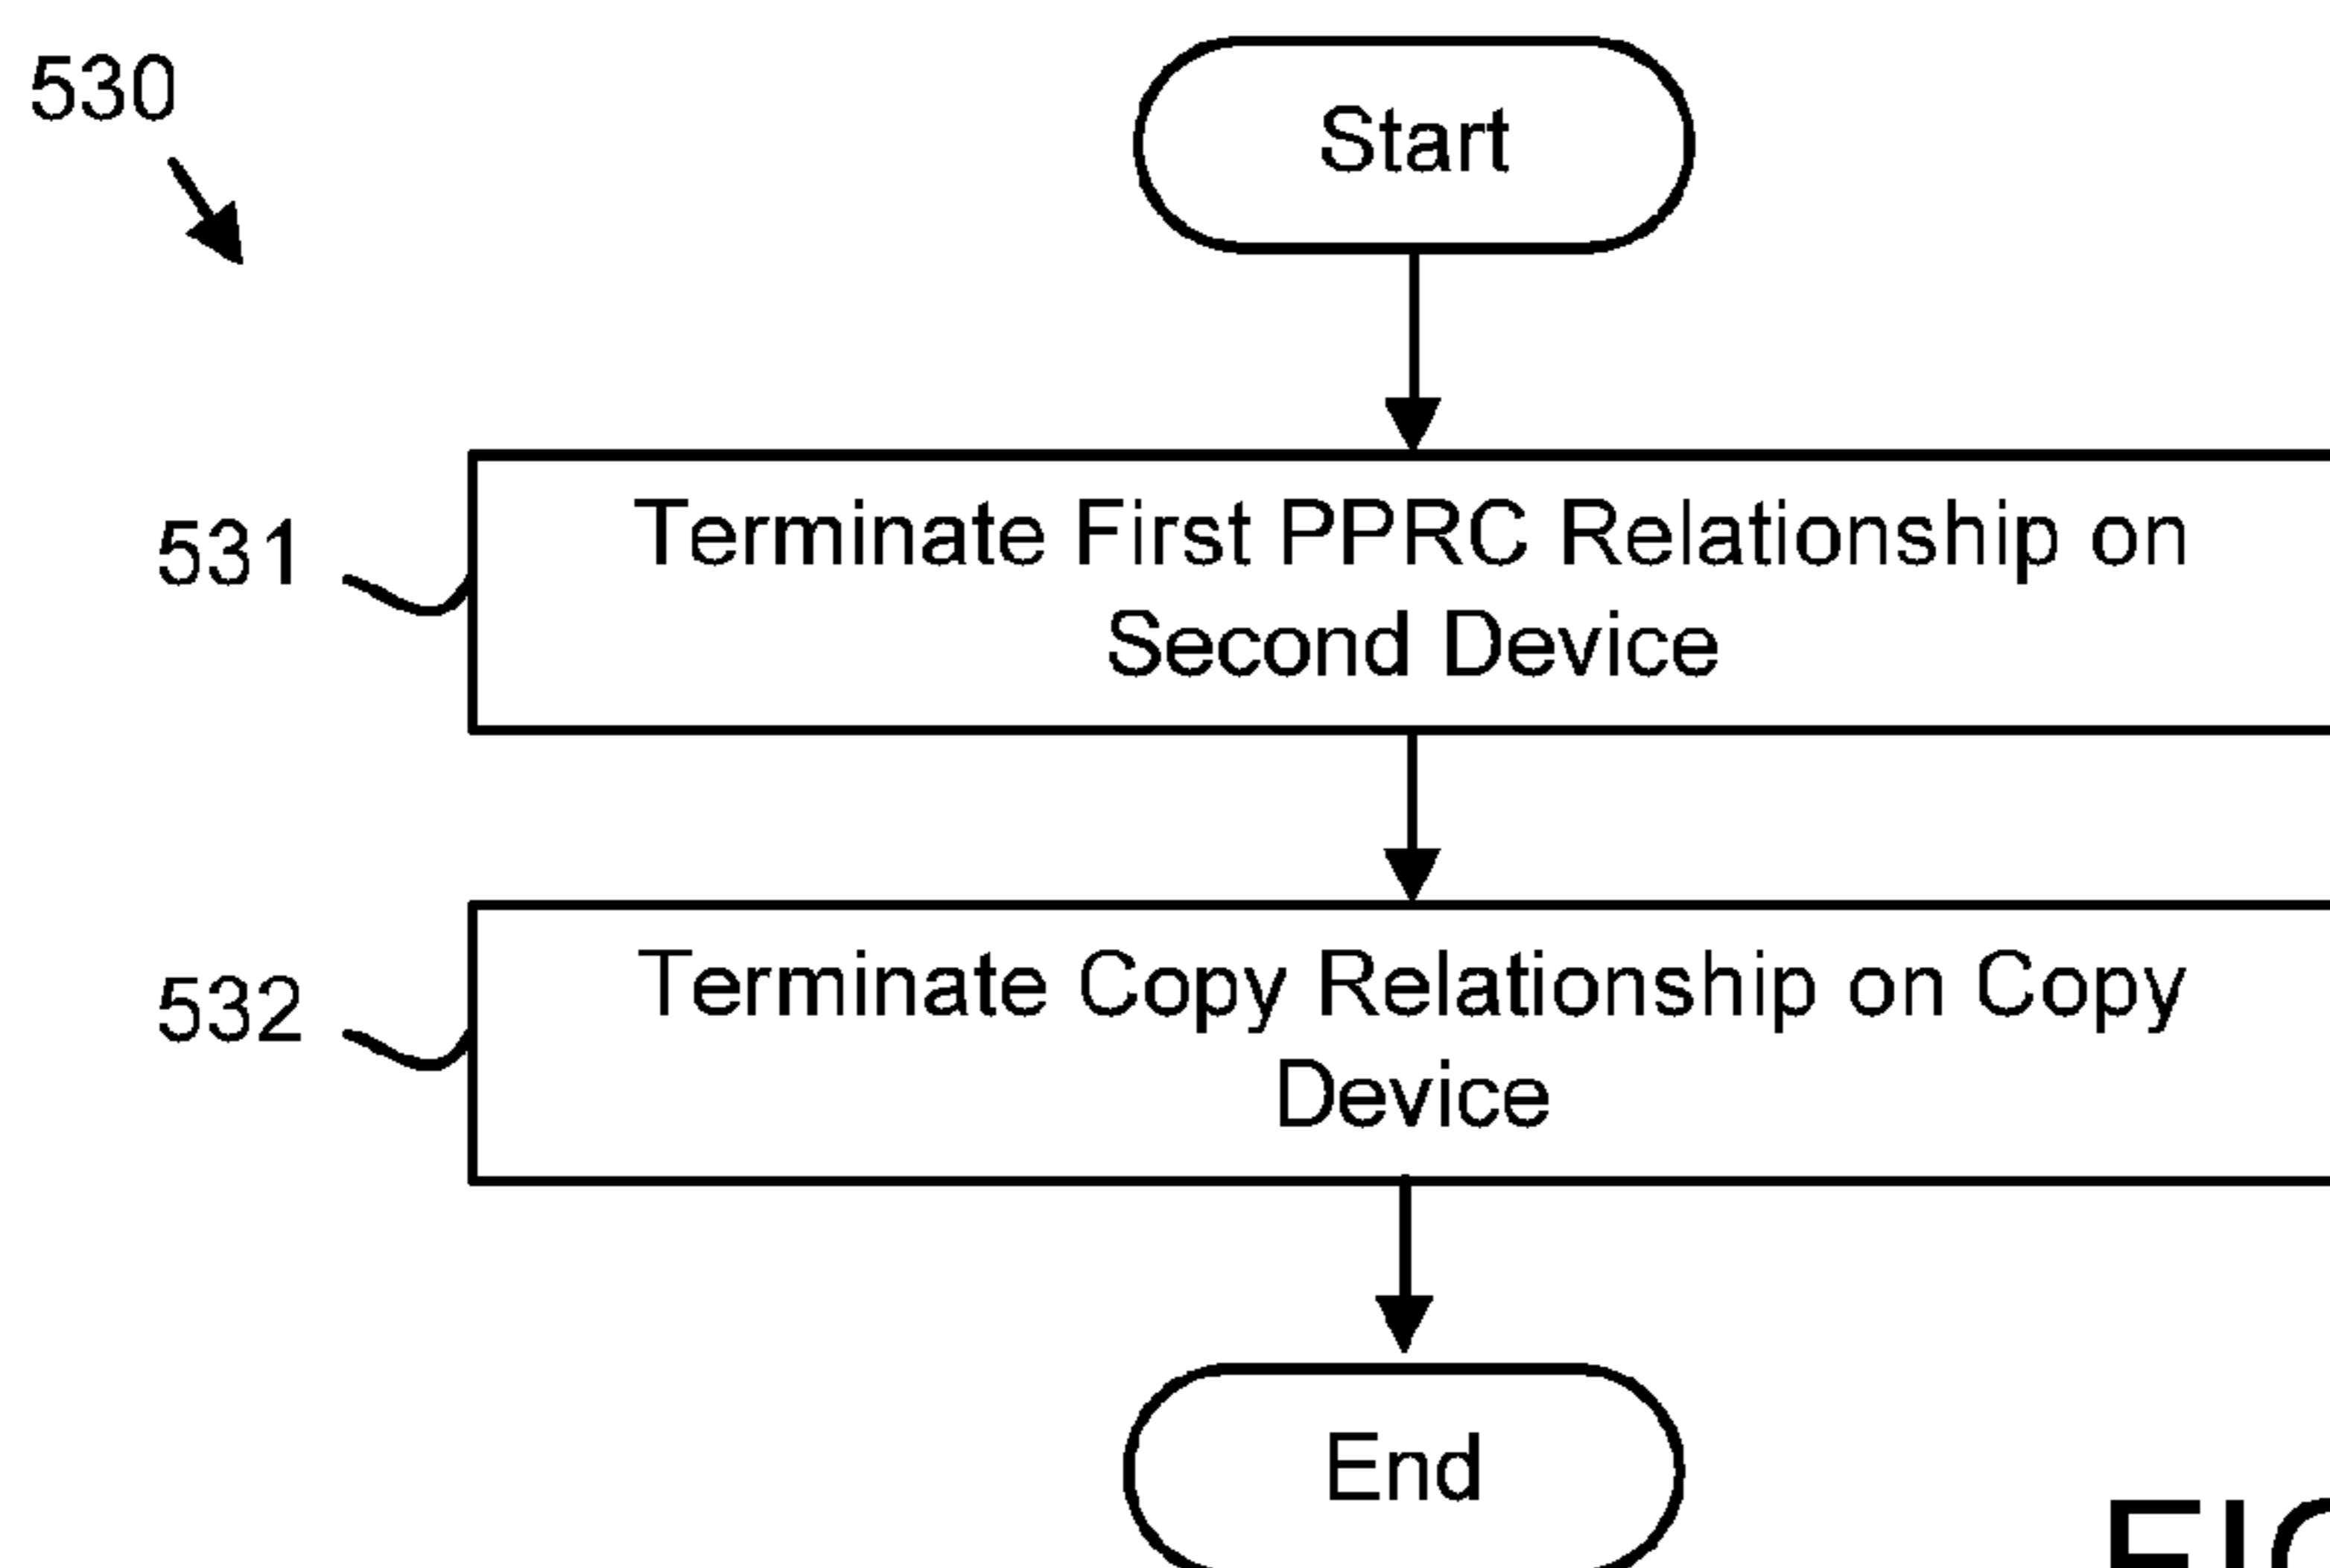 530
Start
531
Terminate First PPRC Relationship on
Second Device
532
Terminate Copy Relationship on Copy
Device
End